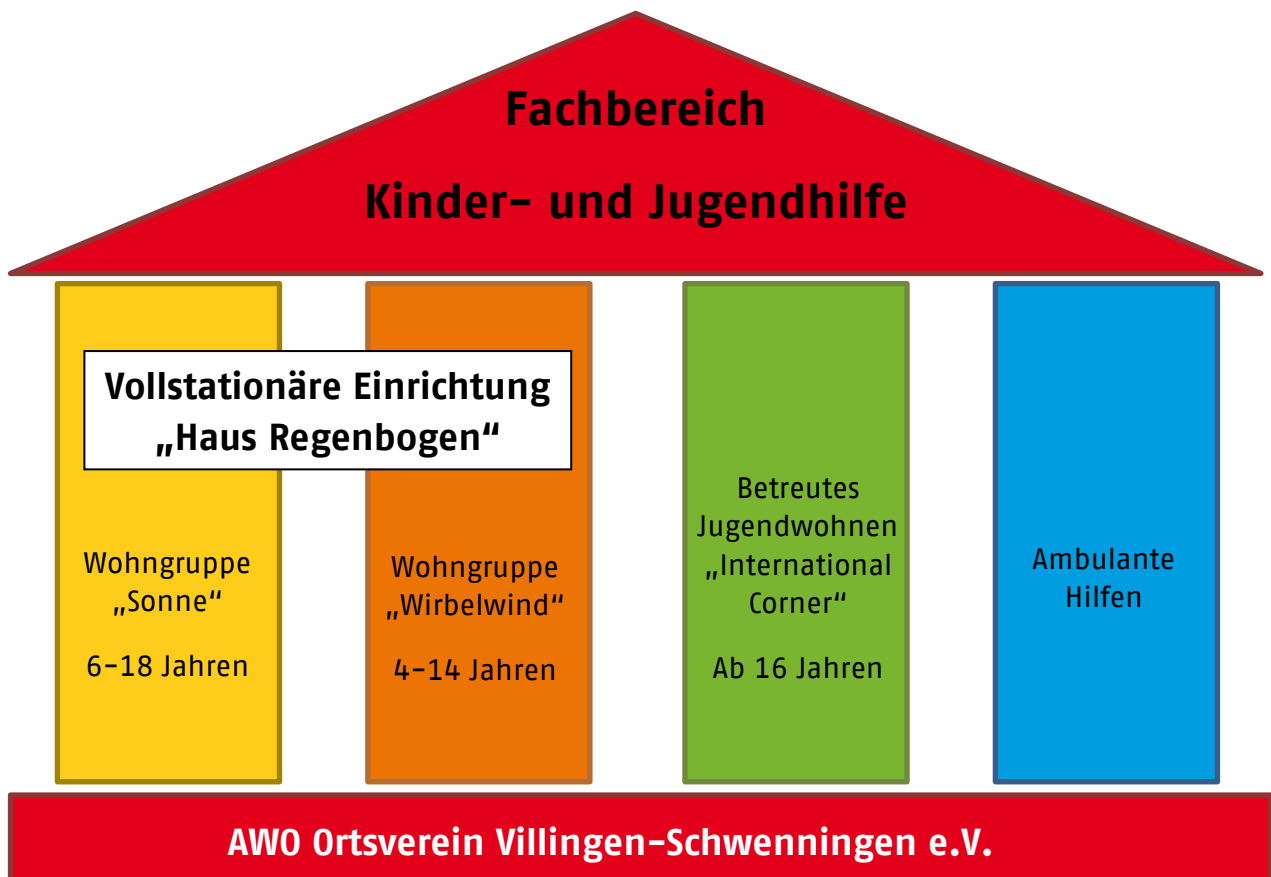 Fachbereich
Kinder- und Jugendhilfe
Vollstationäre Einrichtung
„Haus Regenbogen“
Wohngruppe
„Sonne“
6-18 Jahren
Wohngruppe
„Wirbelwind“
4-14 Jahren
Betreutes
Jugendwohnen
„International
Corner“
Ab 16 Jahren
Ambulante
Hilfen
AWO Ortsverein Villingen-Schwenningen e.V.